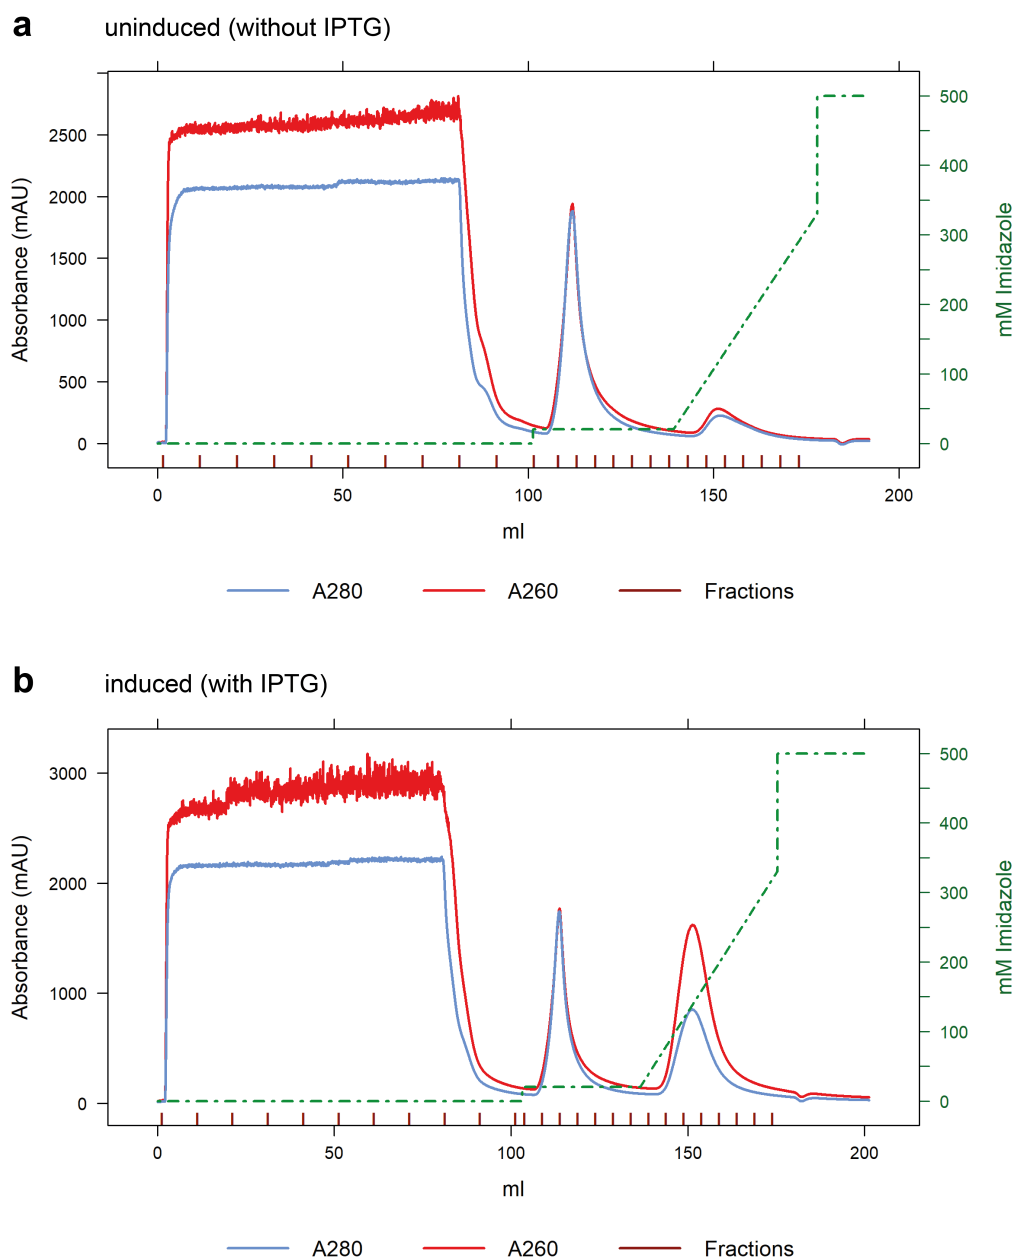 a
uninduced (without IPTG)
Absorbance (mAU)
2500
2000
1500
1000
500
0
500
400
300
200
100
0
mM Imidazole
0 50 100 150 200
ml
A280 A260 Fractions
b
induced (with IPTG)
Absorbance (mAU)
3000
2000
1000
0
500
400
300
200
100
0
mM Imidazole
0 50 100 150 200
ml
A280 A260 Fractions